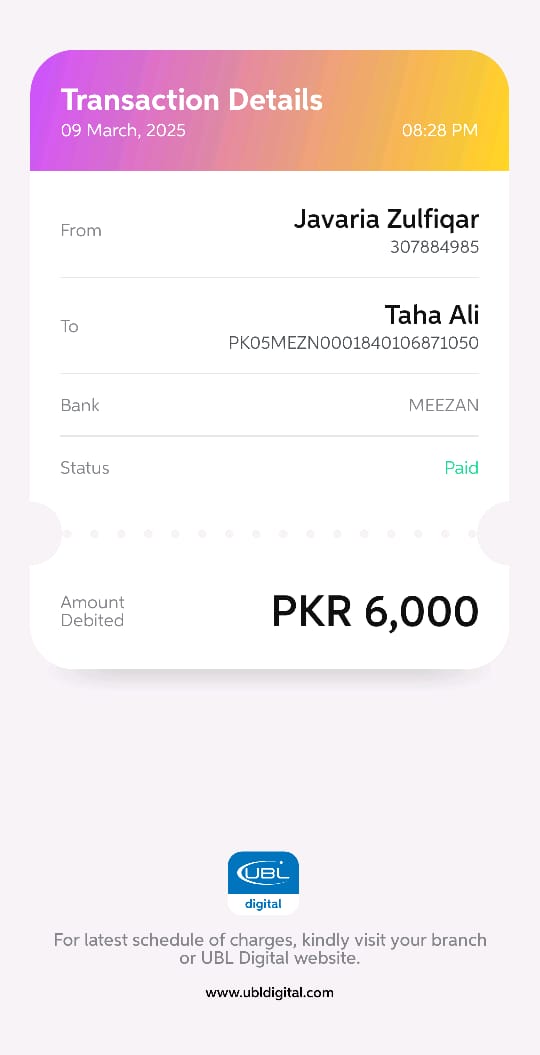 Transaction Details
09 March, 2025 08:28 PM
From
Javaria Zulfiqar
307884985
To
Taha Ali
PK05MEZN0001840106871050
Bank MEEZAN
Status Paid
Amount
Debited
PKR 6,000
UBL
digital
For latest schedule of charges, kindly visit your branch
or UBL Digital website.
www.ubldigital.com